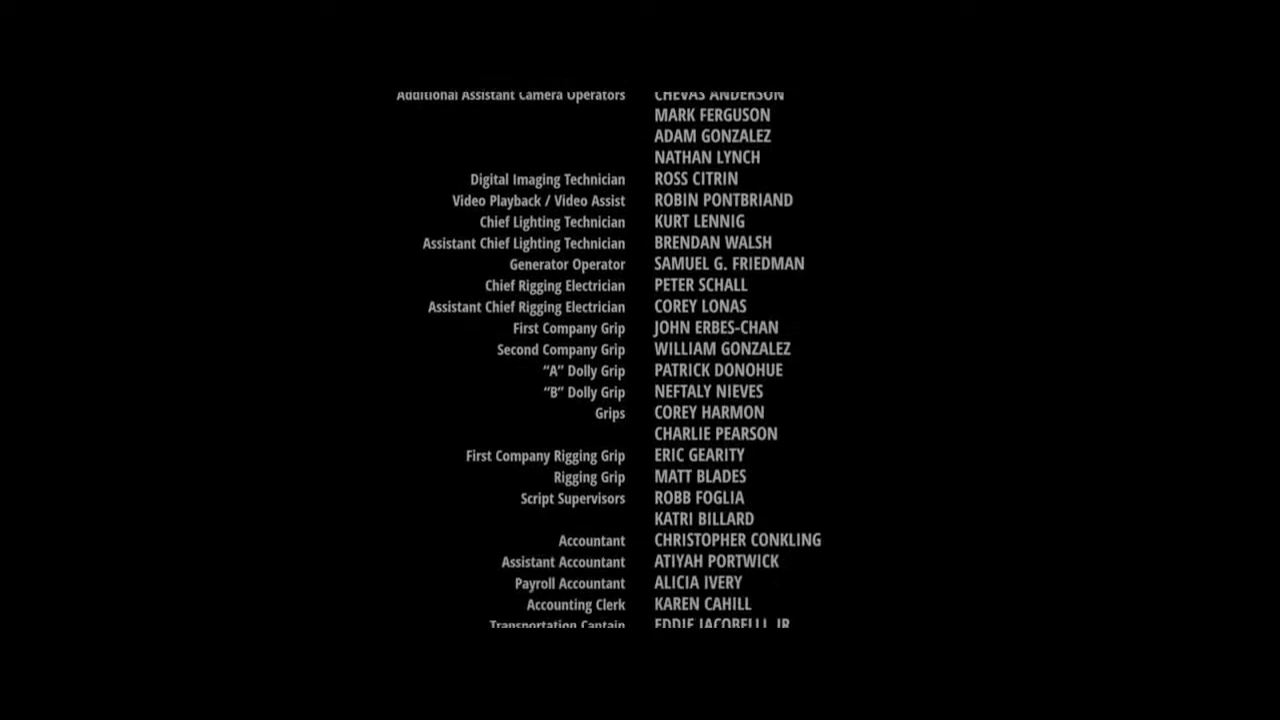 Additional Assistant Camera Operators CHEVAS ANDERSON
MARK FERGUSON
ADAM GONZALEZ
NATHAN LYNCH
Digital Imaging Technician ROSS CITRIN
Video Playback / Video Assist ROBIN PONTBRIAND
Chief Lighting Technician KURT LENNIG
Assistant Chief Lighting Technician BRENDAN WALSH
Generator Operator SAMUEL G. FRIEDMAN
Chief Rigging Electrician PETER SCHALL
Assistant Chief Rigging Electrician COREY LONAS
First Company Grip JOHN ERBES-CHAN
Second Company Grip WILLIAM GONZALEZ
“A” Dolly Grip PATRICK DONOHUE
“B” Dolly Grip NEFTALY NIEVES
Grips COREY HARMON
CHARLIE PEARSON
First Company Rigging Grip ERIC GEARITY
Rigging Grip MATT BLADES
Script Supervisors ROBB FOGLIA
KATRI BILLARD
Accountant CHRISTOPHER CONKLING
Assistant Accountant ATIYAH PORTWICK
Payroll Accountant ALICIA IVERY
Accounting Clerk KAREN CAHILL
Transportation Captain EDDIE IACOBELLI, JR.